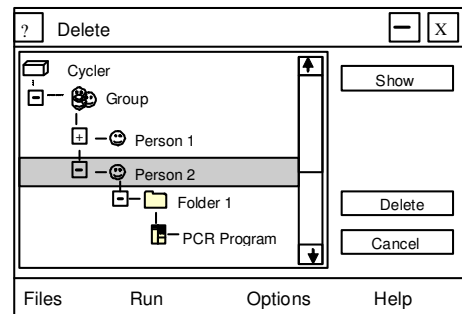 ? Delete X
Cycler
Show
Group
Person 1
Person 2
Folder 1
Delete
PCR Program
Cancel
Files Run Options Help